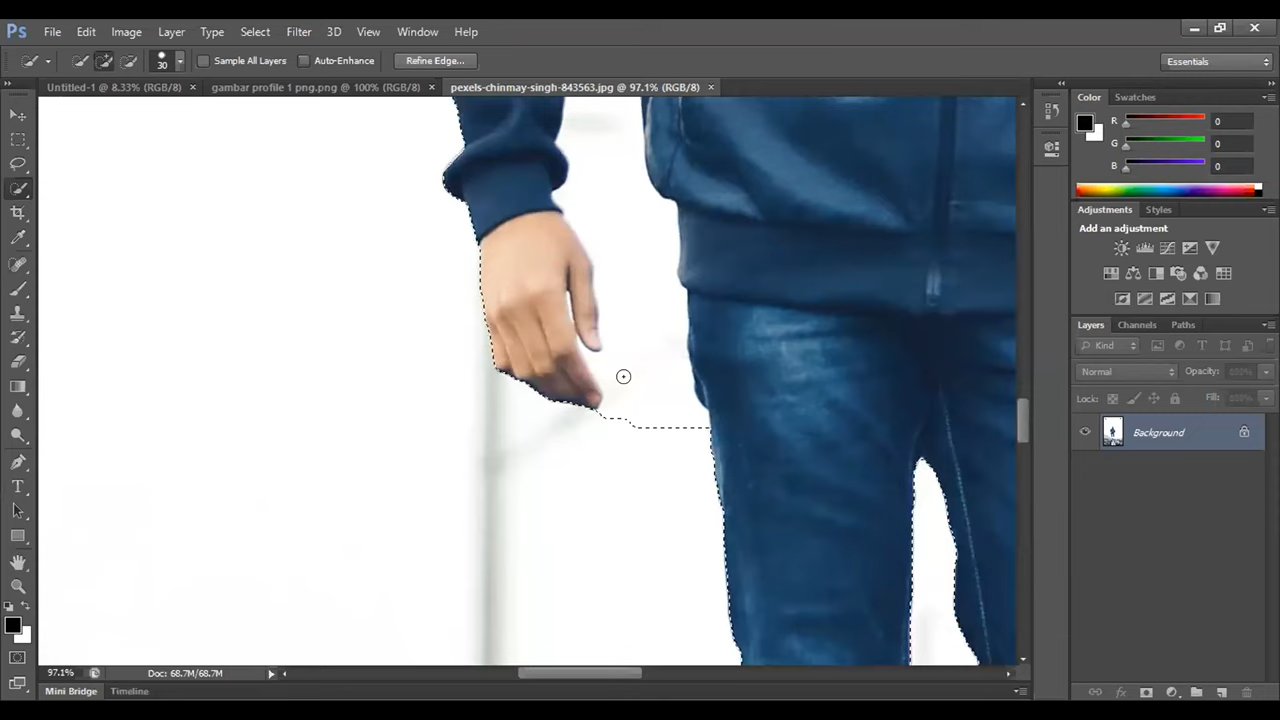 Ps File Edit Image Layer Type Select Filter 3D View Window Help
30 Sample All Layers Auto-Enhance Refine Edge... Essentials
Untitled-1 @ 8.33% (RGB/8) × gambar profile 1 png.png @ 100% (RGB/8) × pexels-chinmay-singh-843563.jpg @ 97.1% (RGB/8) ×
Color Swatches
R 0
G 0
B 0
Adjustments Styles
Add an adjustment
Layers Channels Paths
Kind
Normal Opacity:
Lock: Fill:
Background
97.1% Doc: 68.7M/68.7M
Mini Bridge Timeline